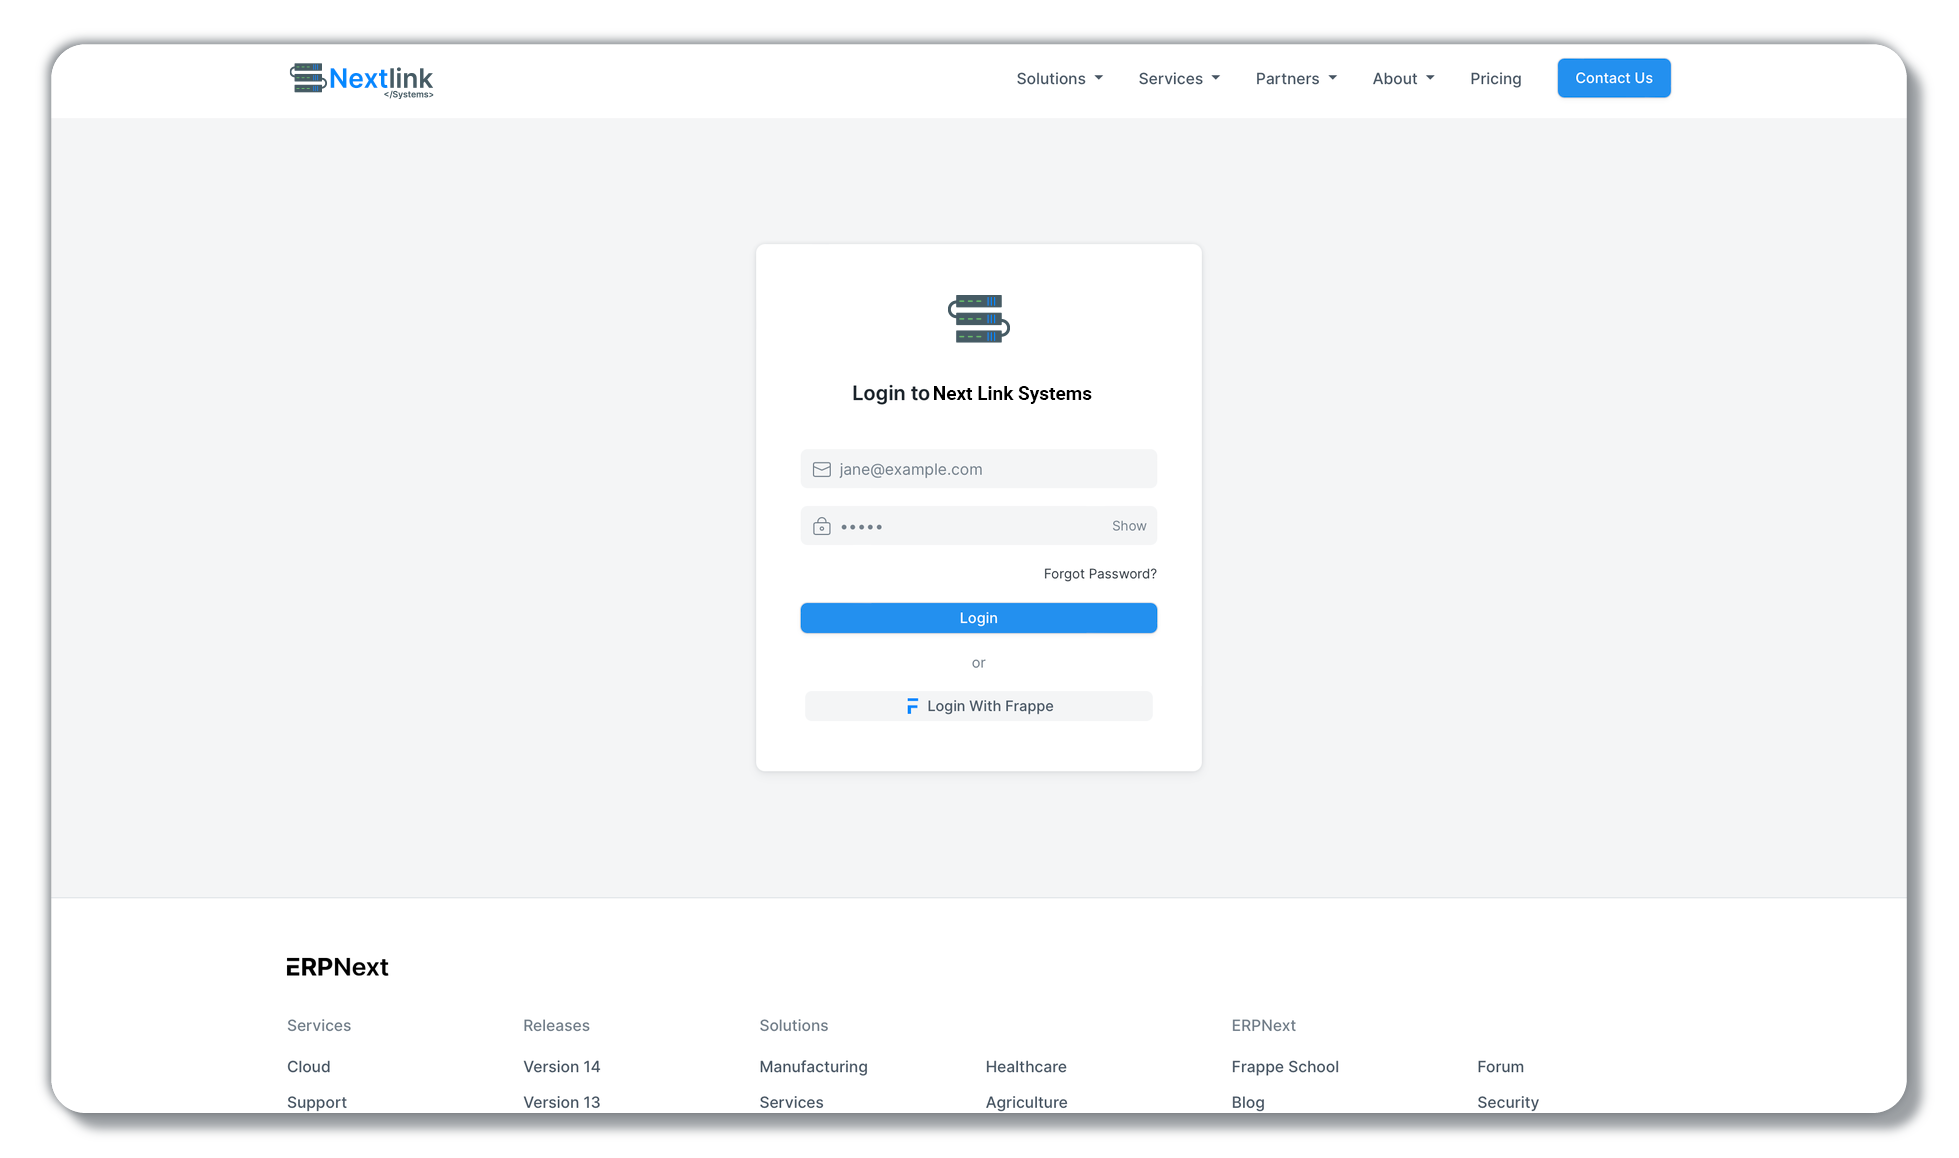 Nextlink
</Systems>
Solutions Services Partners About Pricing Contact Us
Login to Next Link Systems
jane@example.com
••••• Show
Forgot Password?
Login
or
Login With Frappe
ERPNext
Services Releases Solutions ERPNext
Cloud Version 14 Manufacturing Healthcare Frappe School Forum
Support Version 13 Services Agriculture Blog Security